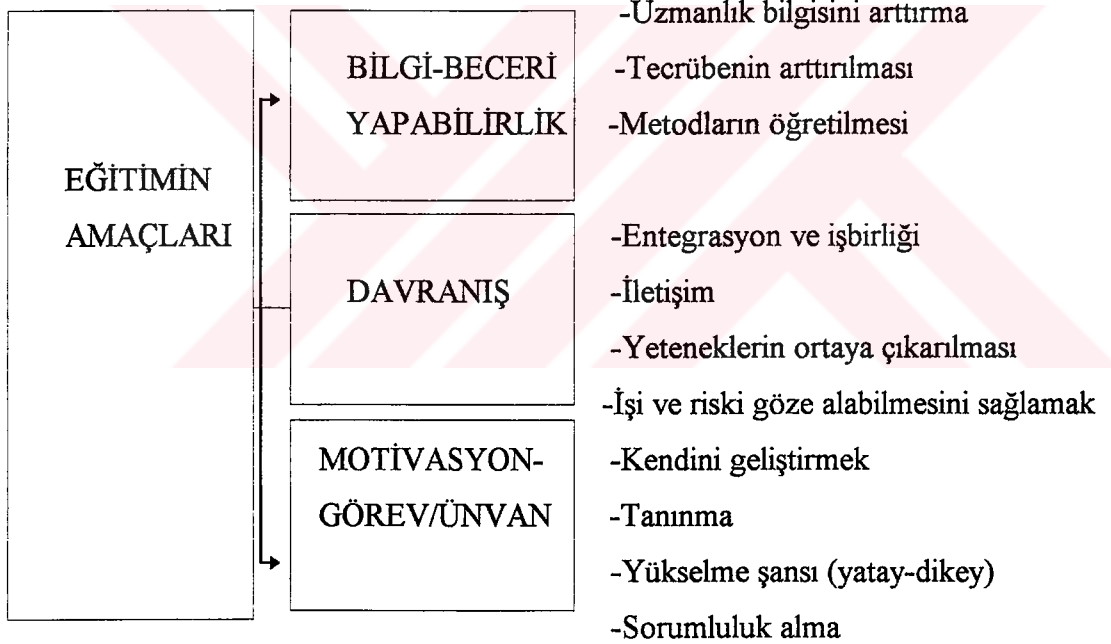 EĞİTİMİN
AMAÇLARI
BİLGİ-BECERİ
YAPABİLİRLİK
-Uzmanlık bilgisini arttırma
-Tecrübenin arttırılması
-Metodların öğretilmesi
DAVRANIŞ
-Entegrasyon ve işbirliği
-İletişim
-Yeteneklerin ortaya çıkarılması
-İşi ve riski göze alabilmesini sağlamak
MOTİVASYON-
GÖREV/ÜNVAN
-Kendini geliştirmek
-Tanınma
-Yükselme şansı (yatay-dikey)
-Sorumluluk alma